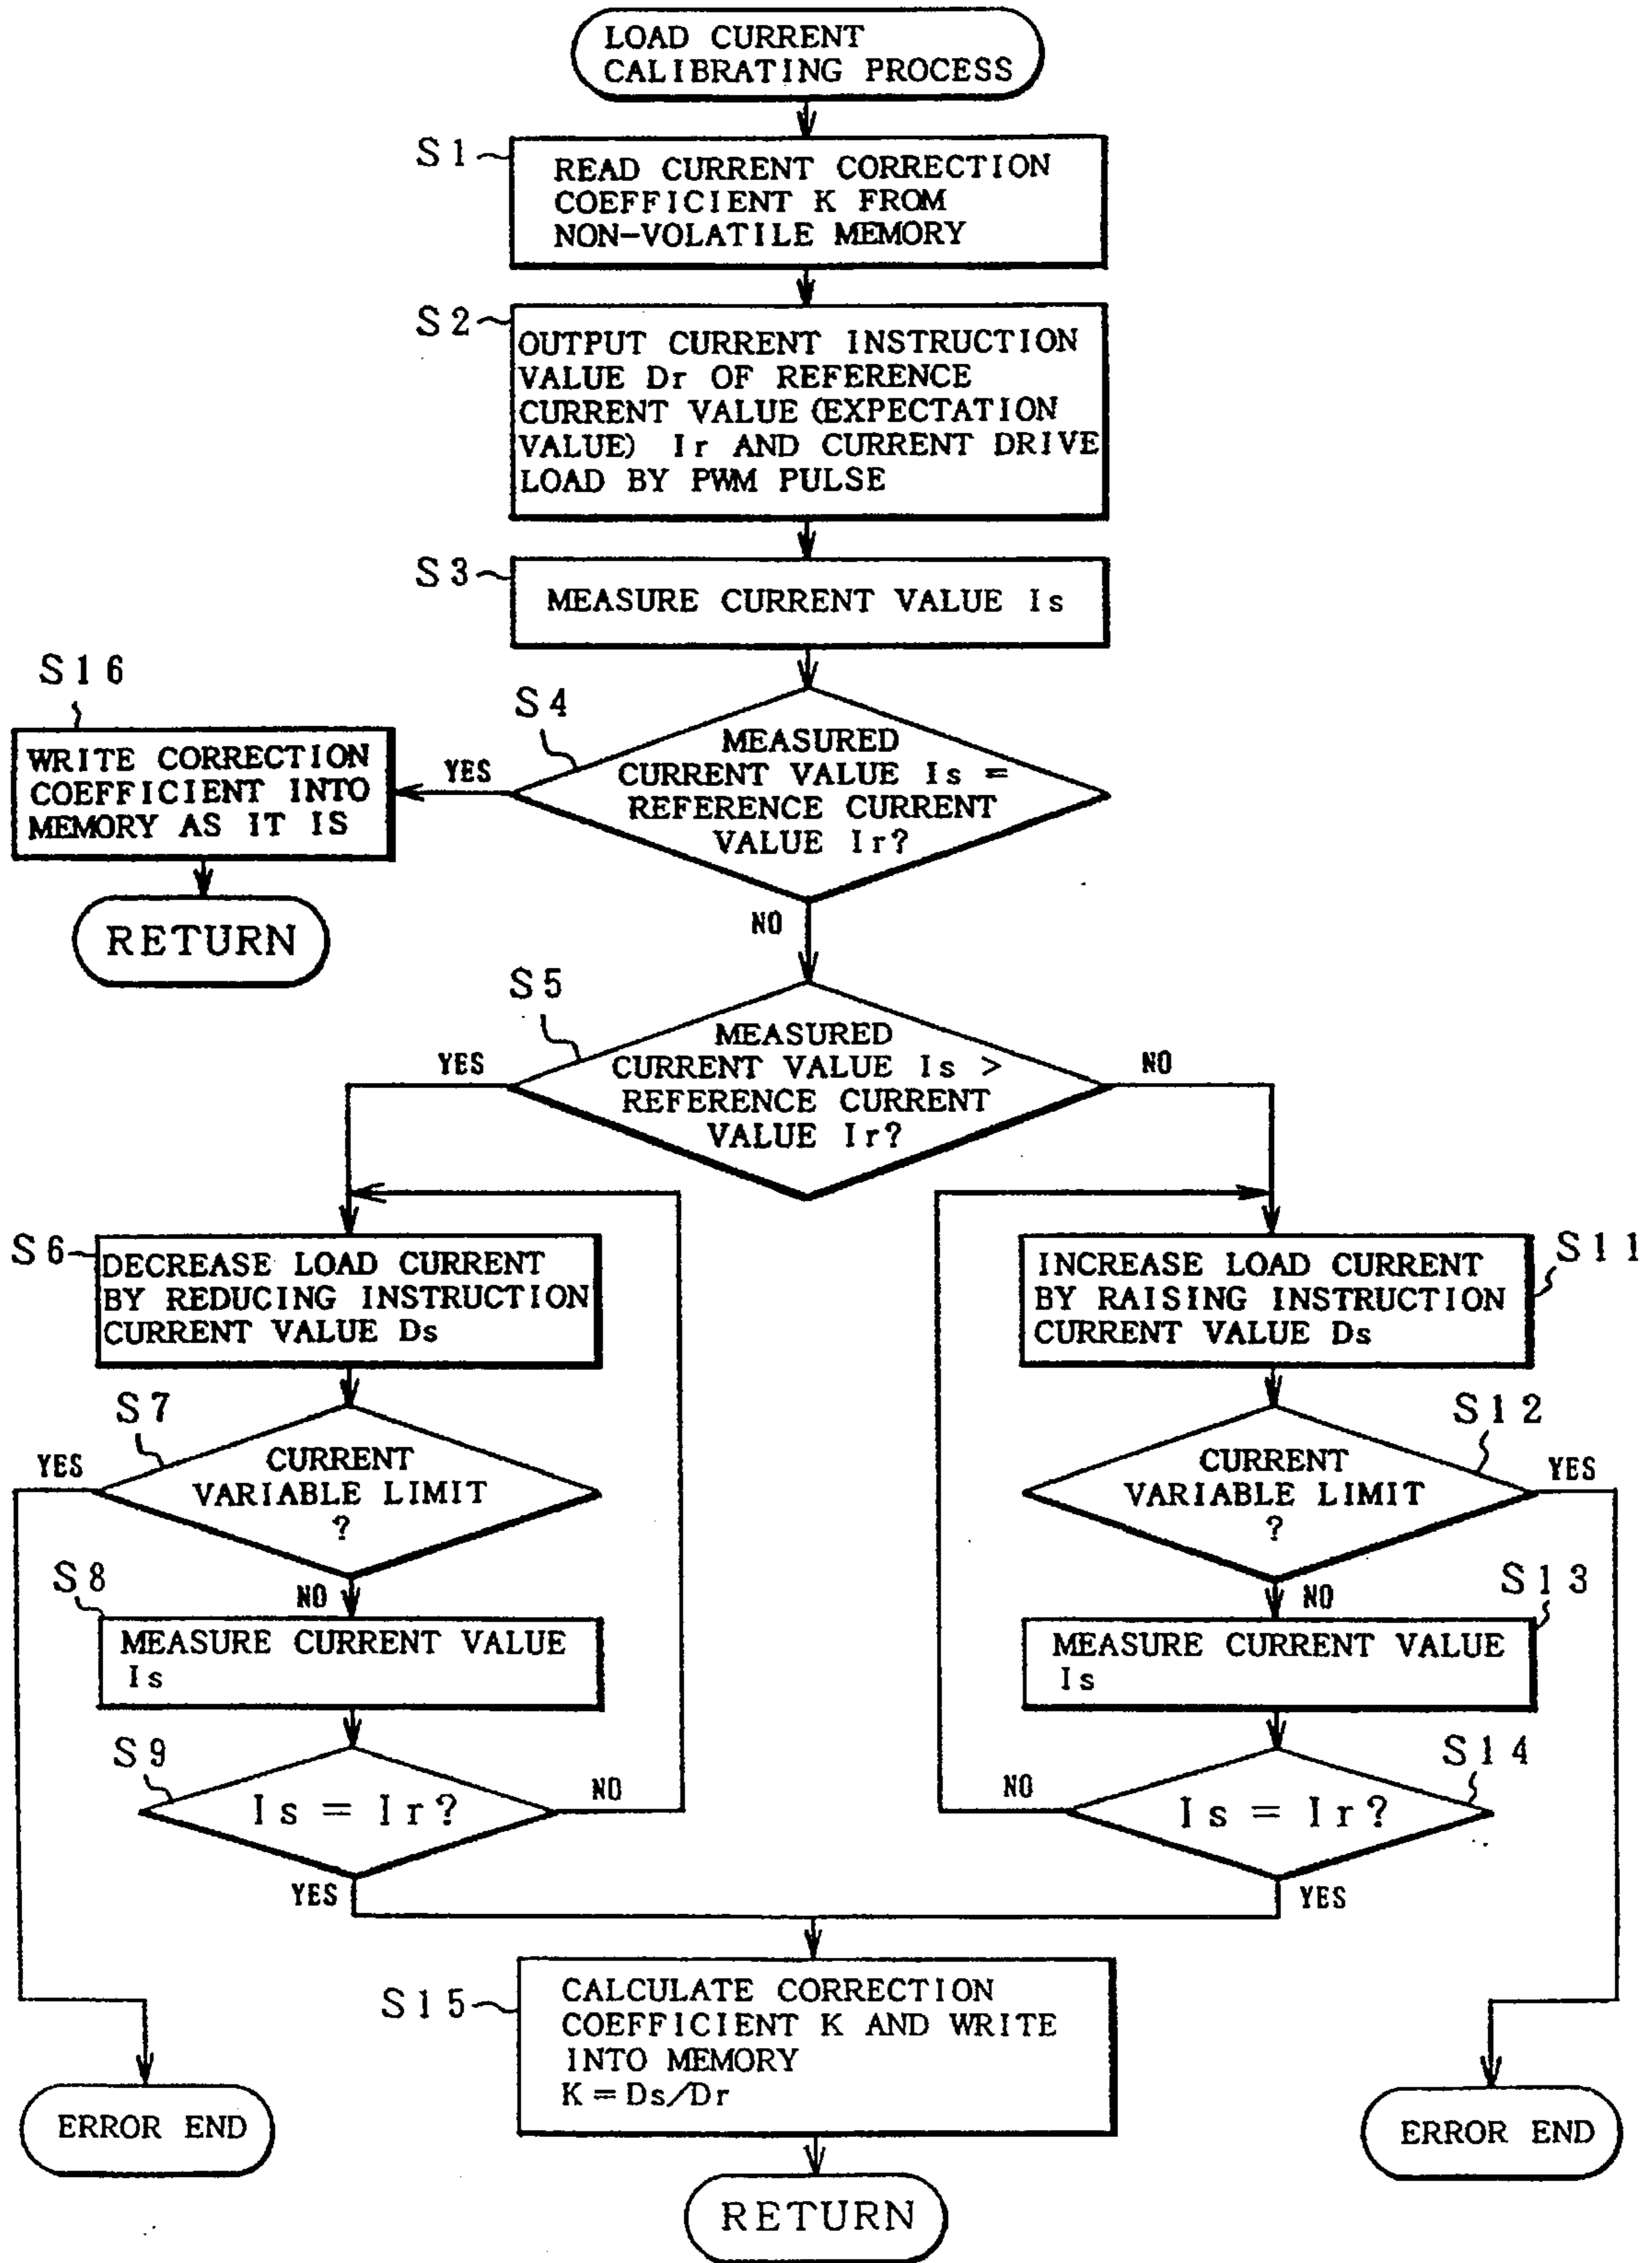 LOAD CURRENT
CALIBRATING PROCESS
S1
READ CURRENT CORRECTION
COEFFICIENT K FROM
NON-VOLATILE MEMORY
S2
OUTPUT CURRENT INSTRUCTION
VALUE Dr OF REFERENCE
CURRENT VALUE (EXPECTATION
VALUE) Ir AND CURRENT DRIVE
LOAD BY PWM PULSE
S3
MEASURE CURRENT VALUE Is
S4
MEASURED
CURRENT VALUE Is =
REFERENCE CURRENT
VALUE Ir?
YES
S16
WRITE CORRECTION
COEFFICIENT INTO
MEMORY AS IT IS
RETURN
NO
S5
MEASURED
CURRENT VALUE Is >
REFERENCE CURRENT
VALUE Ir?
YES
NO
S6
DECREASE LOAD CURRENT
BY REDUCING INSTRUCTION
CURRENT VALUE Ds
S7
CURRENT
VARIABLE LIMIT
?
YES
NO
S8
MEASURE CURRENT VALUE
Is
S9
Is = Ir?
NO
YES
S11
INCREASE LOAD CURRENT
BY RAISING INSTRUCTION
CURRENT VALUE Ds
S12
CURRENT
VARIABLE LIMIT
?
YES
NO
S13
MEASURE CURRENT VALUE
Is
S14
Is = Ir?
NO
YES
S15
CALCULATE CORRECTION
COEFFICIENT K AND WRITE
INTO MEMORY
K=Ds/Dr
ERROR END
RETURN
ERROR END